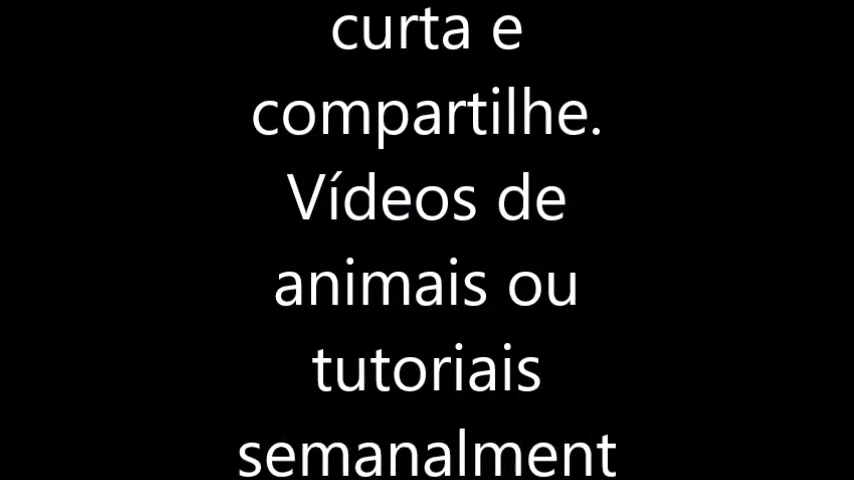 curta e
compartilhe.
Vídeos de
animais ou
tutoriais
semanalment